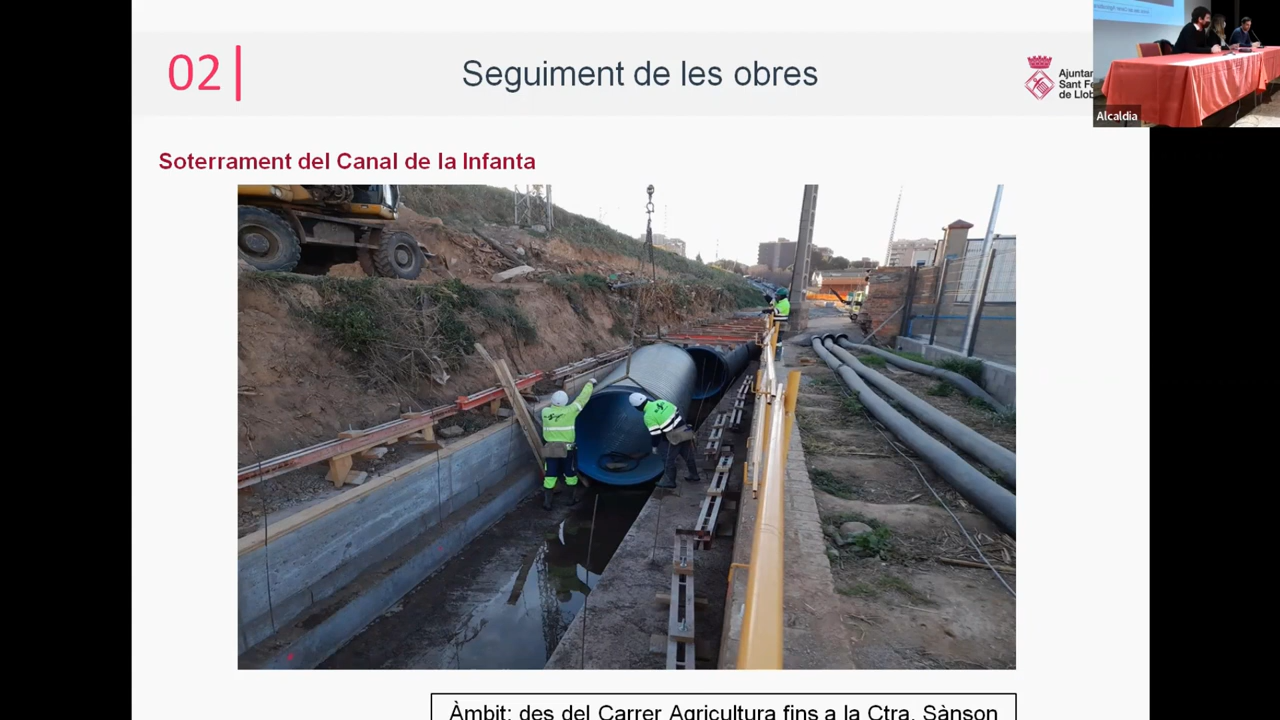 02
Seguiment de les obres
Ajuntam
Sant Fe
de Llob
Alcaldia
Soterrament del Canal de la Infanta
Àmbit: des del Carrer Agricultura fins a la Ctra. Sànson